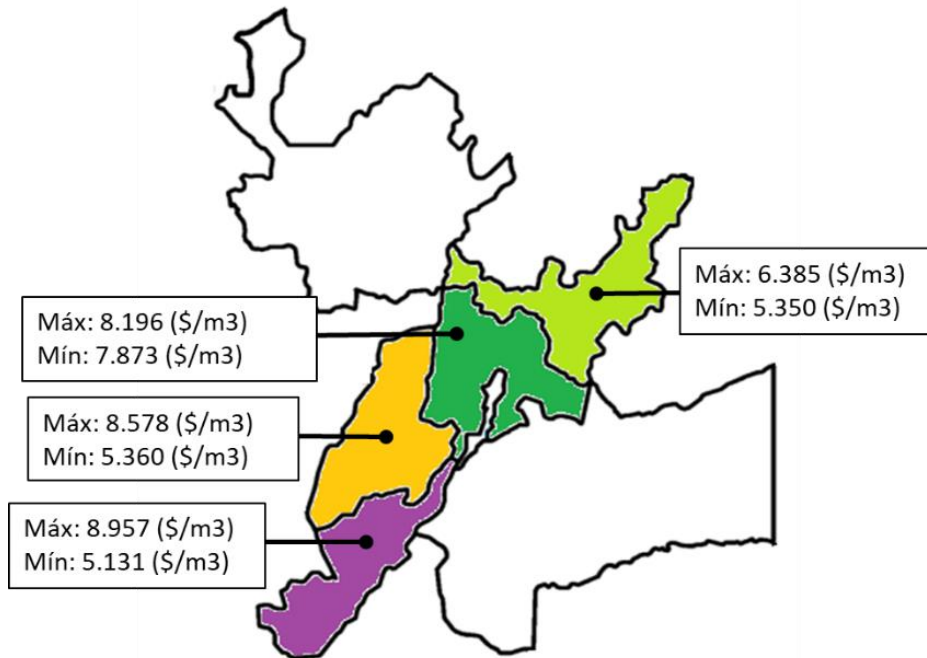 Máx: 6.385 ($/m3)
Mín: 5.350 ($/m3)
Máx: 8.196 ($/m3)
Mín: 7.873 ($/m3)
Máx: 8.578 ($/m3)
Mín: 5.360 ($/m3)
Máx: 8.957 ($/m3)
Mín: 5.131 ($/m3)